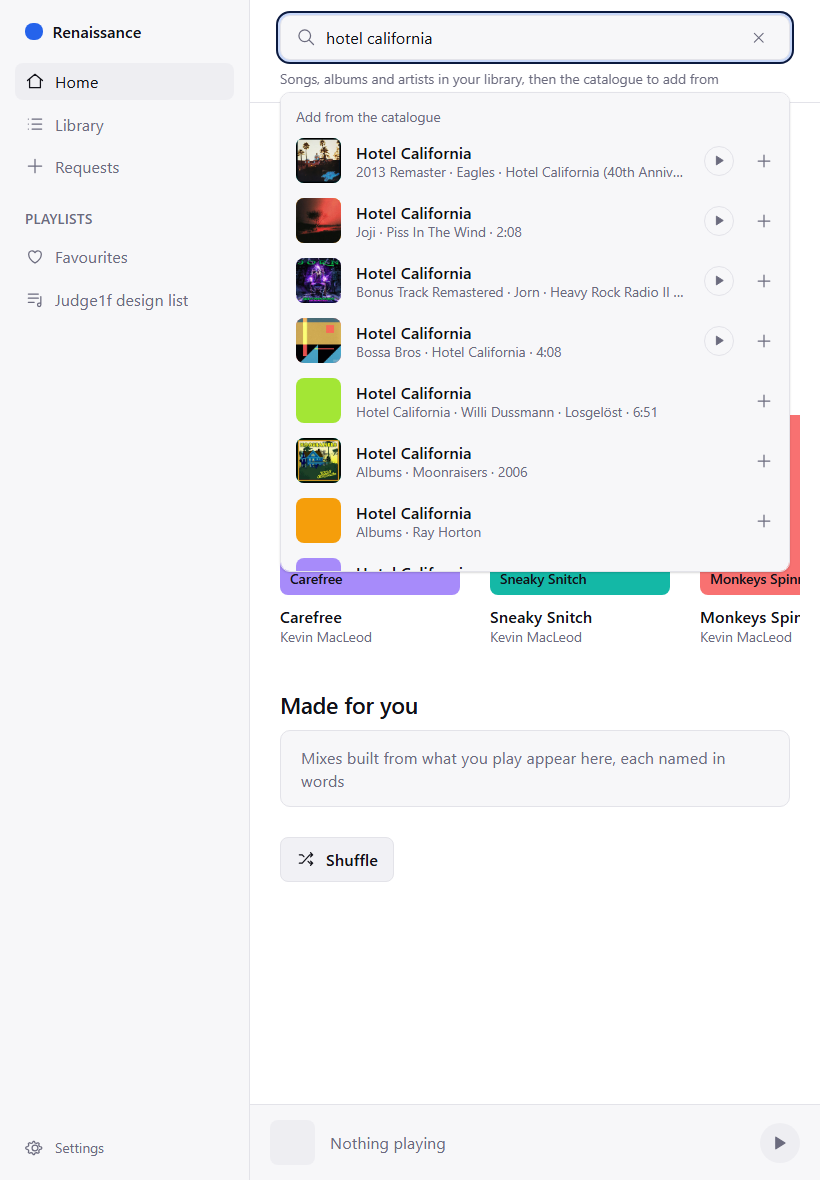 Renaissance
Home
Library
Requests
PLAYLISTS
Favourites
Judge1f design list
Settings
hotel california
Songs, albums and artists in your library, then the catalogue to add from
Add from the catalogue
Hotel California
2013 Remaster · Eagles · Hotel California (40th Anniv...
Hotel California
Joji · Piss In The Wind · 2:08
Hotel California
Bonus Track Remastered · Jorn · Heavy Rock Radio II ...
Hotel California
Bossa Bros · Hotel California · 4:08
Hotel California
Hotel California · Willi Dussmann · Losgelöst · 6:51
Hotel California
Albums · Moonraisers · 2006
Hotel California
Albums · Ray Horton
Hotel California
Carefree
Sneaky Snitch
Monkeys Spinn
Carefree
Sneaky Snitch
Monkeys Spin
Kevin MacLeod
Kevin MacLeod
Kevin MacLeod
Made for you
Mixes built from what you play appear here, each named in
words
Shuffle
Nothing playing